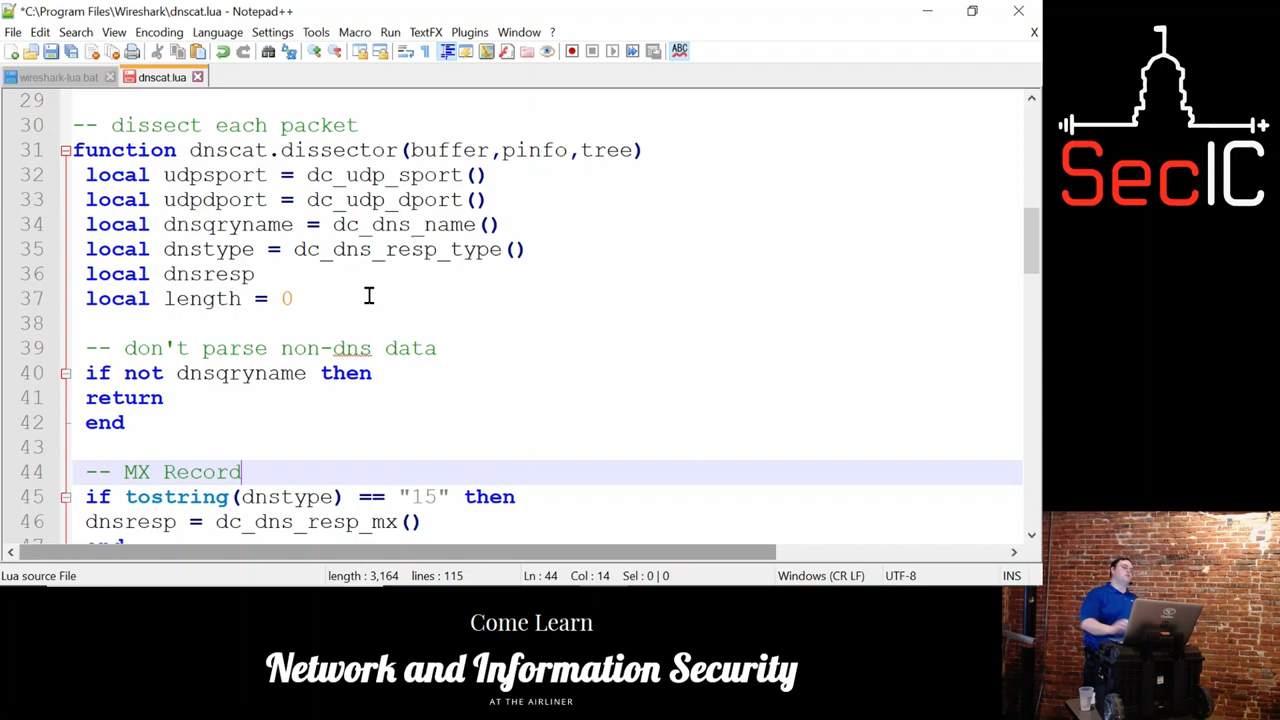 *C:\Program Files\Wireshark\dnscat.lua - Notepad++
File Edit Search View Encoding Language Settings Tools Macro Run TextFX Plugins Window ? X
wireshark-lua.bat dnscat.lua
29
30 -- dissect each packet
31 function dnscat.dissector(buffer,pinfo,tree)
32 local udpsport = dc_udp_sport()
33 local udpdport = dc_udp_dport()
34 local dnsqryname = dc_dns_name()
35 local dnstype = dc_dns_resp_type()
36 local dnsresp
37 local length = 0
38
39 -- don't parse non-dns data
40 if not dnsqryname then
41 return
42 end
43
44 -- MX Record
45 if tostring(dnstype) == "15" then
46 dnsresp = dc_dns_resp_mx()
47 end
Lua source File length : 3,164 lines : 115 Ln : 44 Col : 14 Sel : 0 | 0 Windows (CR LF) UTF-8 INS
SecIC
Come Learn
Network and Information Security
AT THE AIRLINER